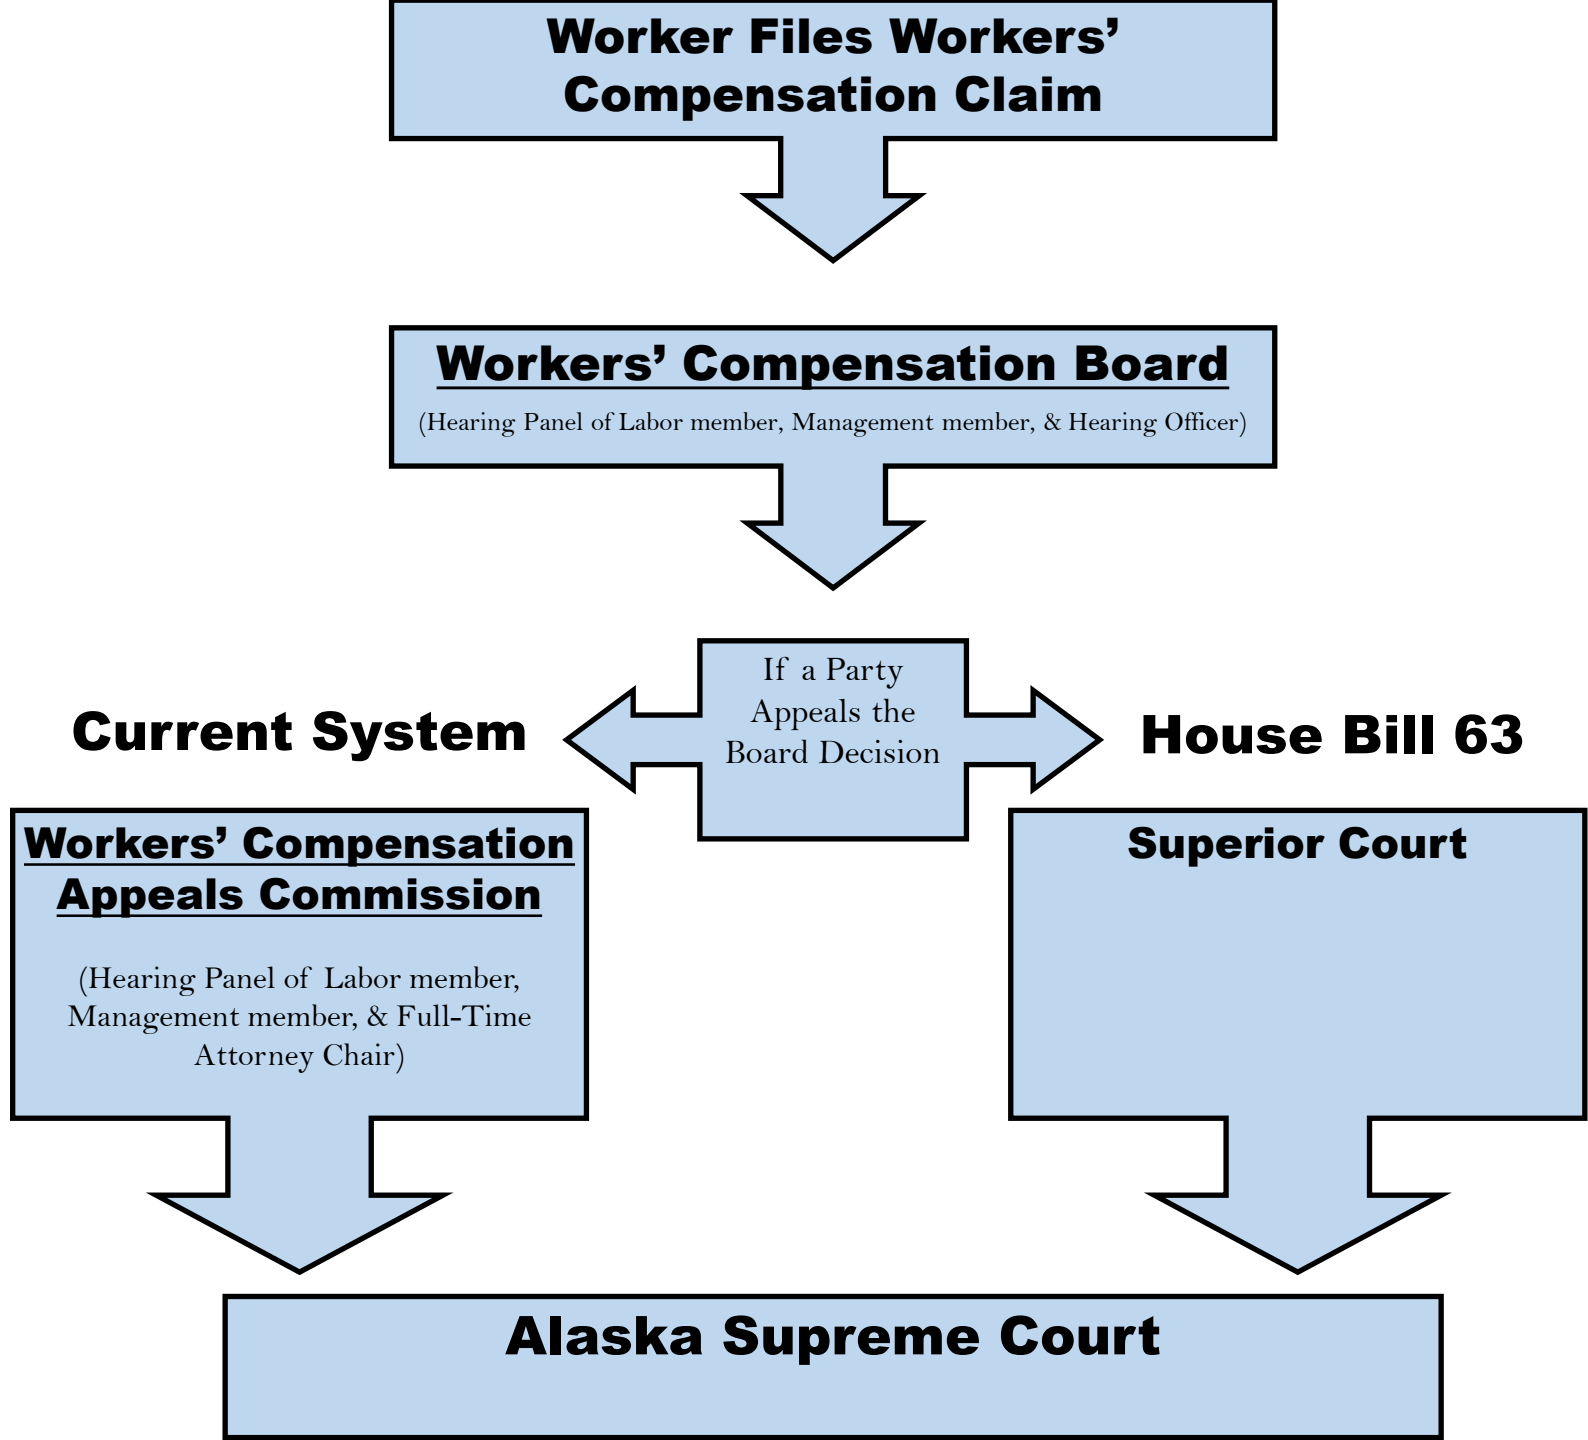 Worker Files Workers’
Compensation Claim
Workers’ Compensation Board
(Hearing Panel of Labor member, Management member, & Hearing Officer)
If a Party
Appeals the
Board Decision
Current System
House Bill 63
Workers’ Compensation
Appeals Commission
(Hearing Panel of Labor member,
Management member, & Full-Time
Attorney Chair)
Superior Court
Alaska Supreme Court